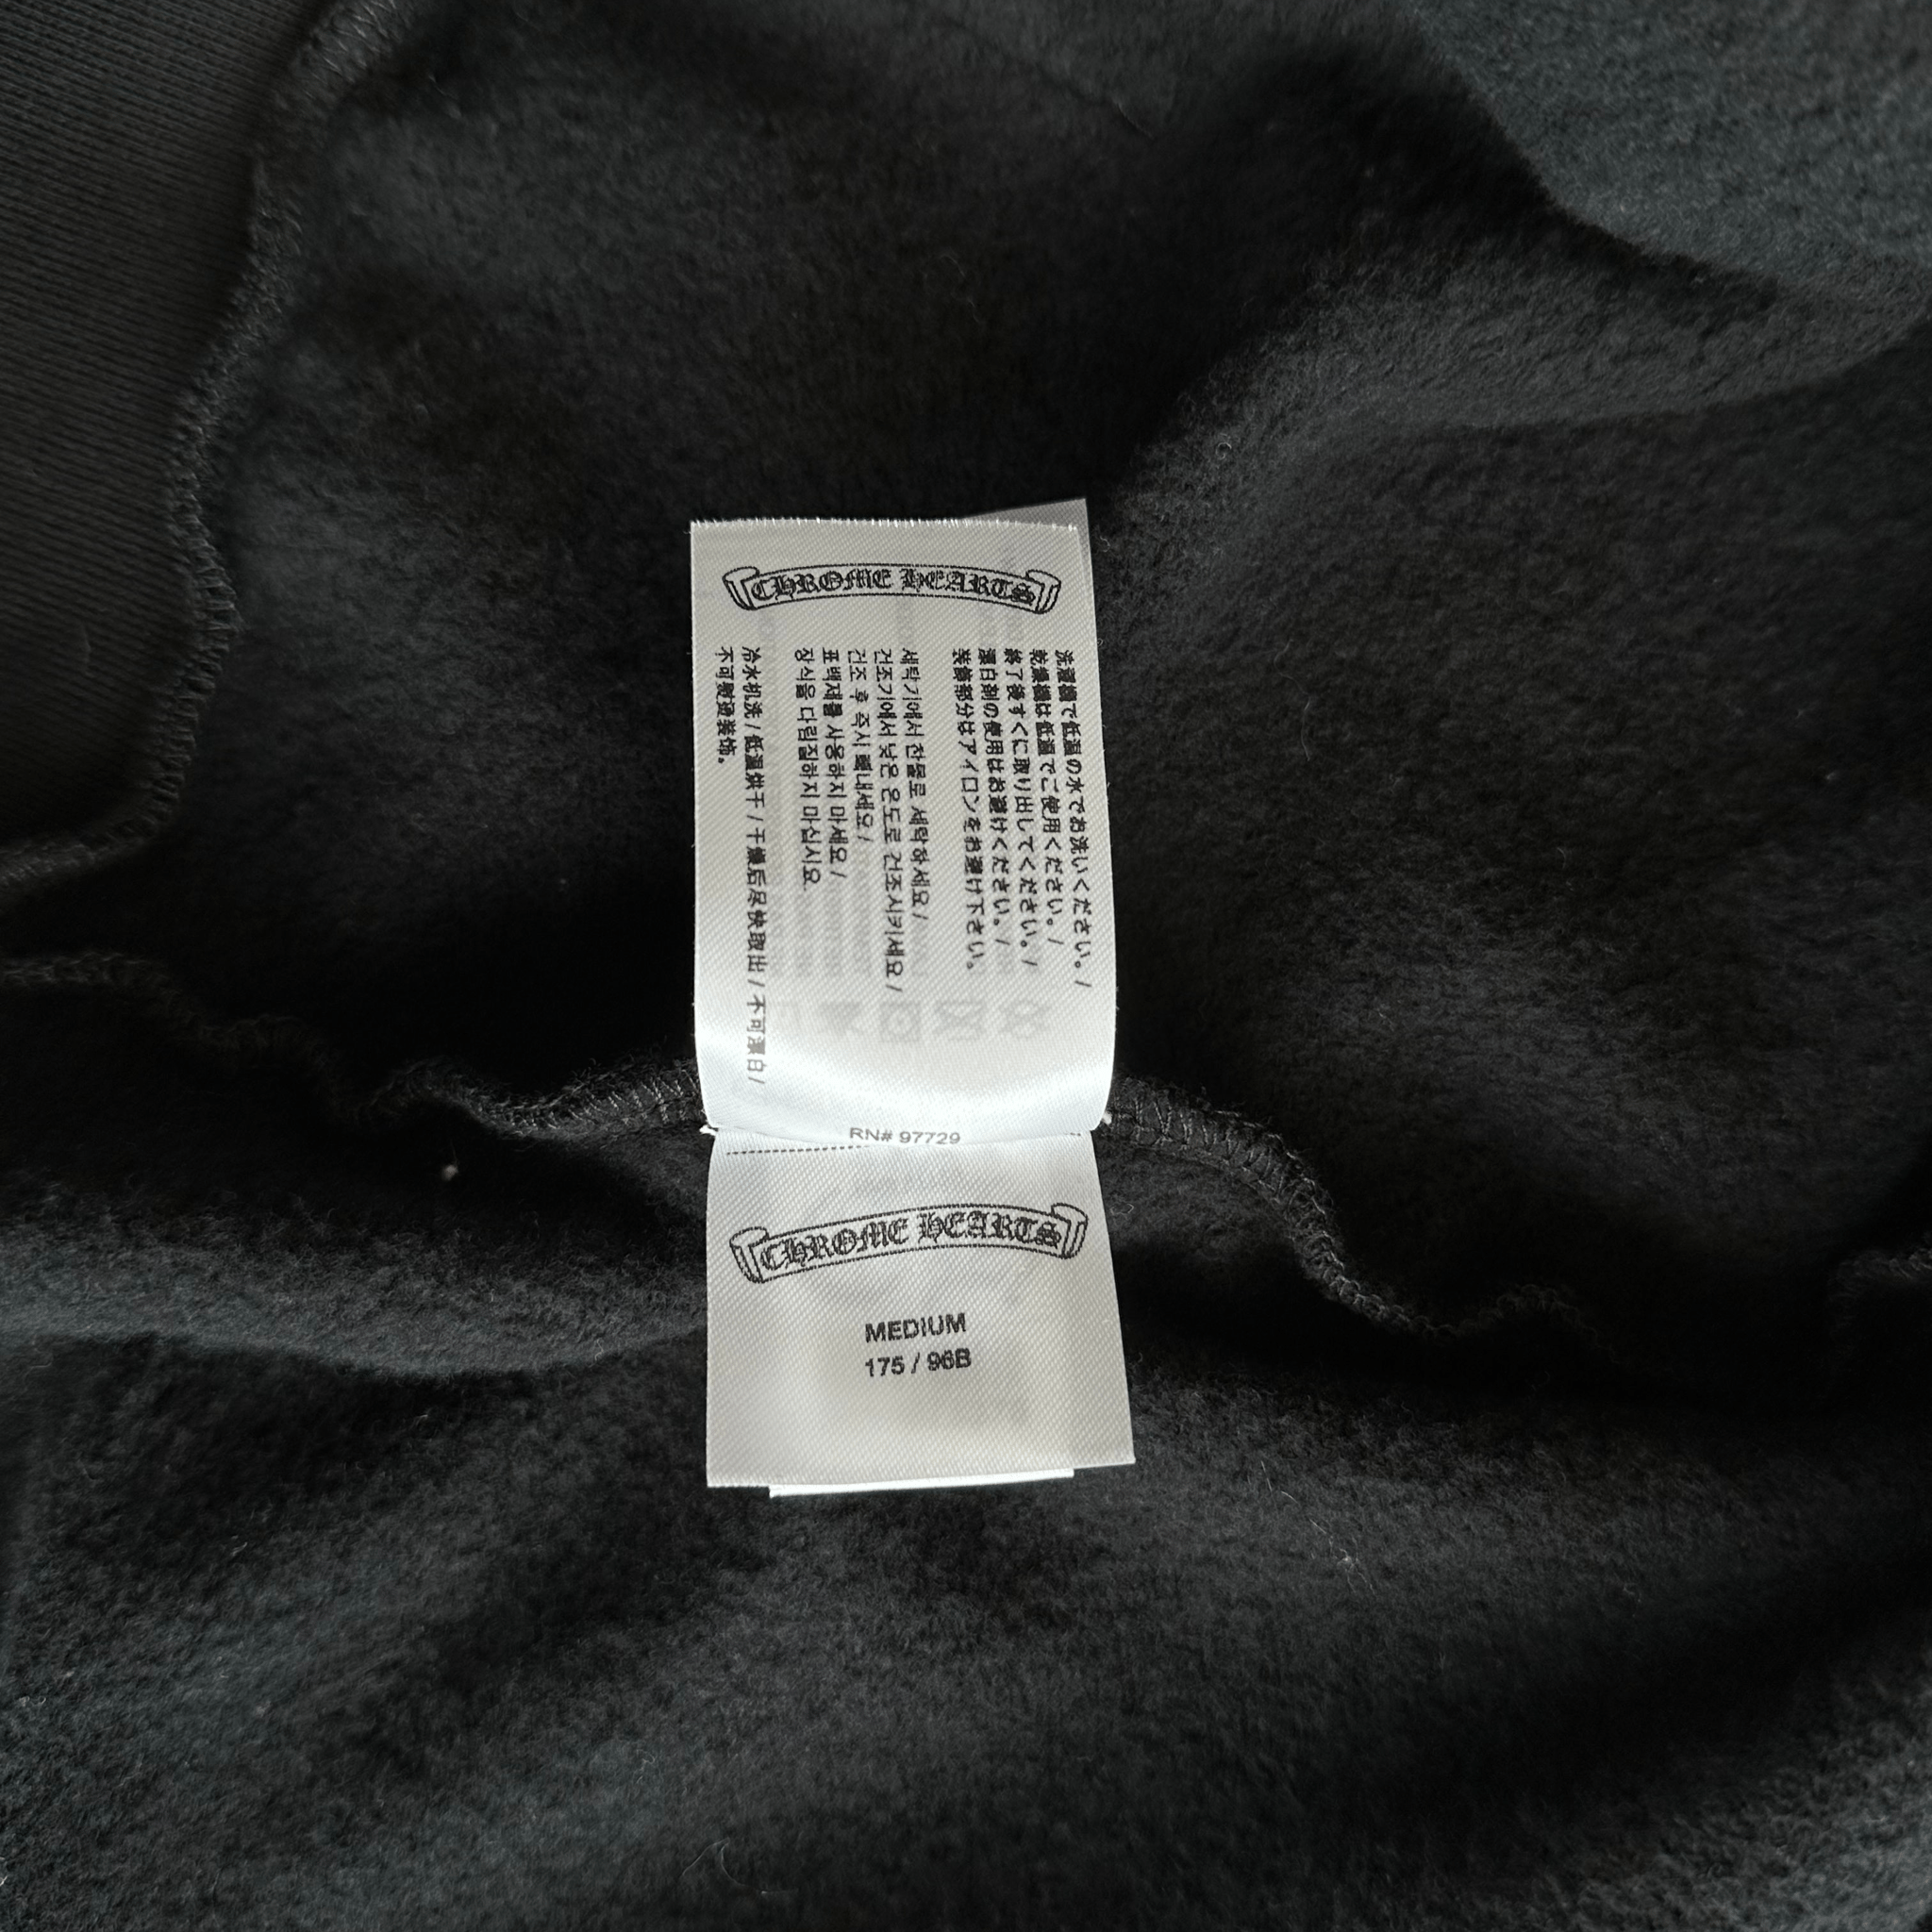 CHROME HEARTS
洗濯機で低温の水でお洗いください。/
乾燥機は低温でご使用ください。/
終了後すぐに取り出してください。/
漂白剤の使用はお避けください。/
装飾部分はアイロンをお避け下さい。
세탁기에서 찬물로 세탁하세요/
건조기에서 낮은 온도로 건조시키세요/
건조 후 즉시 빼내세요/
표백제를 사용하지 마세요/
장식을 다림질하지 마십시요.
冷水机洗/低温烘干/干燥后尽快取出/不可漂白/
不可熨烫装饰。
RN# 97729
CHROME HEARTS
MEDIUM
175 / 96B